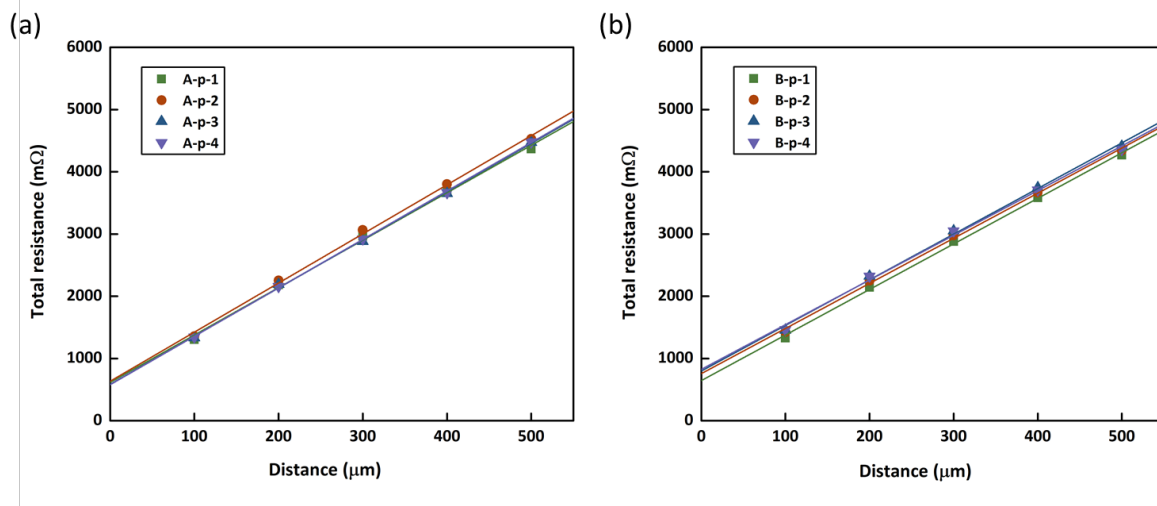 (a)
Total resistance (mΩ)
6000
5000
4000
3000
2000
1000
0
A-p-1
A-p-2
A-p-3
A-p-4
0 100 200 300 400 500
Distance (μm)
(b)
Total resistance (mΩ)
6000
5000
4000
3000
2000
1000
0
B-p-1
B-p-2
B-p-3
B-p-4
0 100 200 300 400 500
Distance (μm)